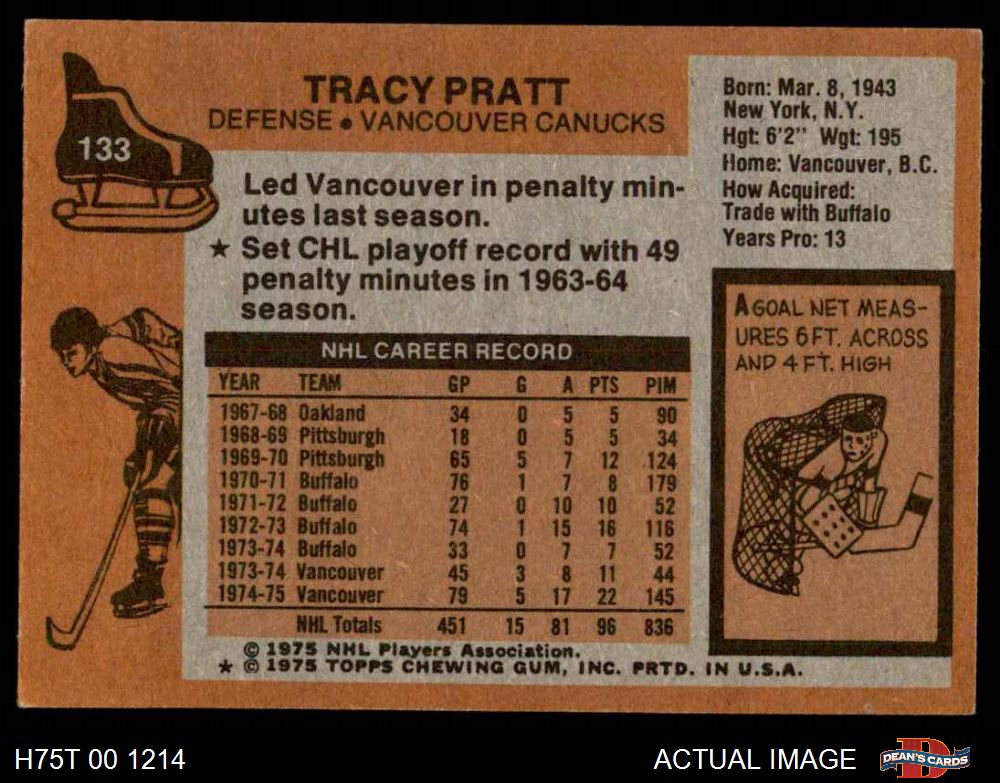 133
TRACY PRATT
DEFENSE • VANCOUVER CANUCKS
Led Vancouver in penalty min-
utes last season.
★ Set CHL playoff record with 49
penalty minutes in 1963-64
season.
Born: Mar. 8, 1943
New York, N.Y.
Hgt: 6'2" Wgt: 195
Home: Vancouver, B.C.
How Acquired:
Trade with Buffalo
Years Pro: 13
NHL CAREER RECORD
YEAR TEAM GP G A PTS PIM
1967-68 Oakland 34 0 5 5 90
1968-69 Pittsburgh 18 0 5 5 34
1969-70 Pittsburgh 65 5 7 12 124
1970-71 Buffalo 76 1 7 8 179
1971-72 Buffalo 27 0 10 10 52
1972-73 Buffalo 74 1 15 16 116
1973-74 Buffalo 33 0 7 7 52
1973-74 Vancouver 45 3 8 11 44
1974-75 Vancouver 79 5 17 22 145
NHL Totals 451 15 81 96 836
A GOAL NET MEAS-
URES 6 FT. ACROSS
AND 4 FT. HIGH
© 1975 NHL Players Association.
★ © 1975 TOPPS CHEWING GUM, INC. PRTD. IN U.S.A.
H75T 00 1214
ACTUAL IMAGE
D
DEAN'S CARDS